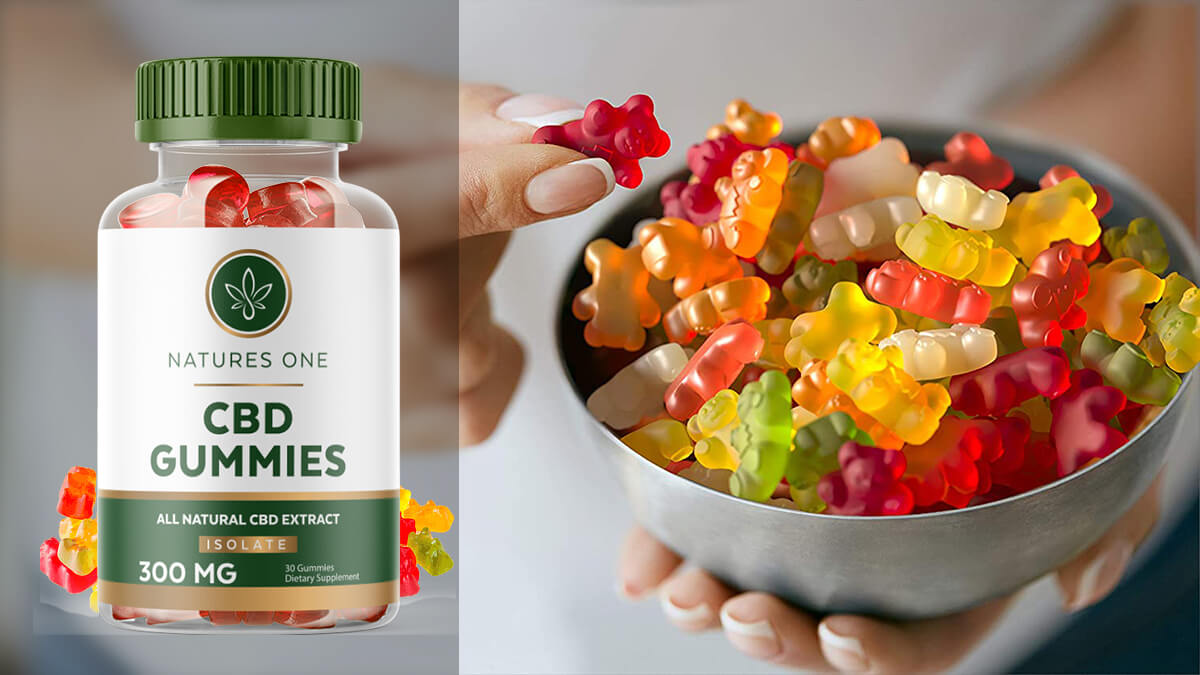 NATURES ONE
CBD
GUMMIES
ALL NATURAL CBD EXTRACT
ISOLATE
300 MG
30 Gummies
Dietary Supplement